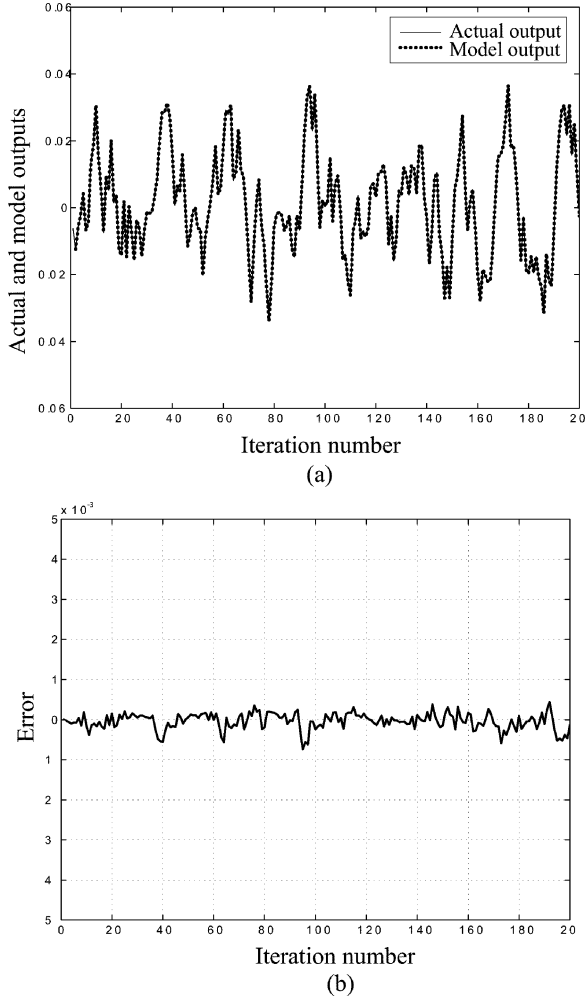 0.06
0.04
0.02
0
0.02
0.04
0.06
Actual and model outputs
Actual output
Model output
0 20 40 60 80 100 120 140 160 180 20
Iteration number
(a)
x 10-3
5
4
3
2
1
0
1
2
3
4
5
Error
0 20 40 60 80 100 120 140 160 180 200
Iteration number
(b)